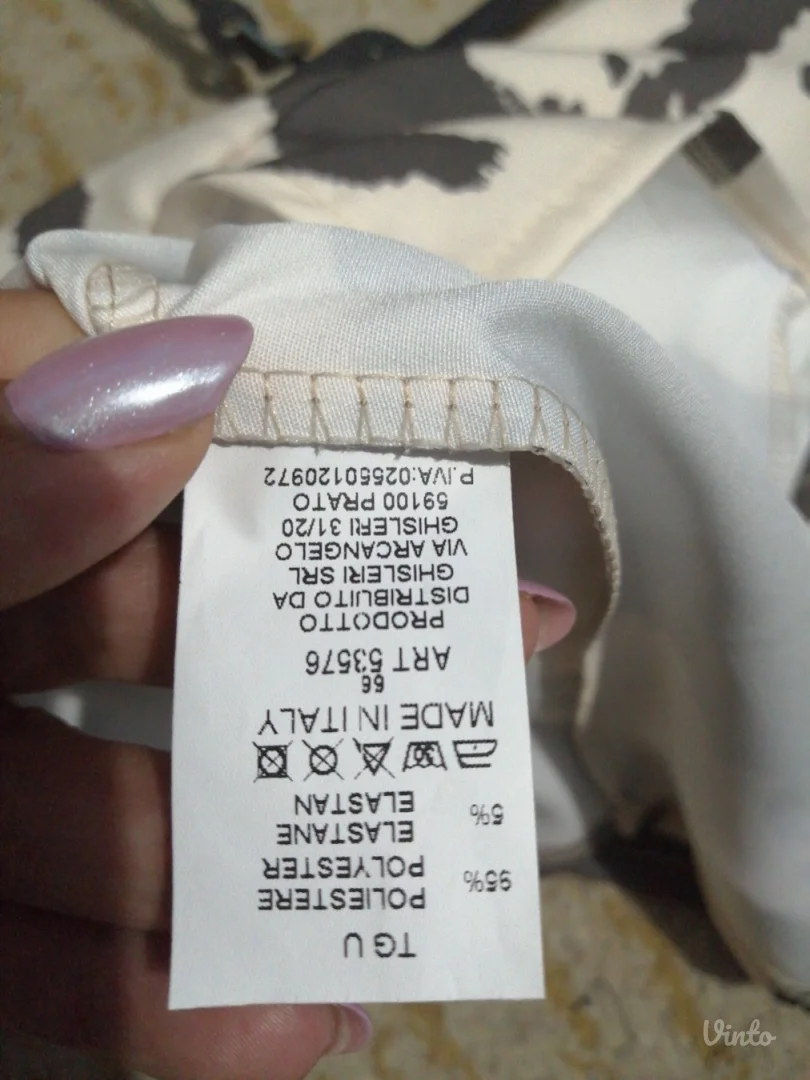 TG U
95% POLIESTERE
POLYESTER
5% ELASTANE
ELASTAN
MADE IN ITALY
66
ART 53576
PRODOTTO
DISTRIBUITO DA
GHISLERI SRL
VIA ARCANGELO
GHISLERI 31/20
59100 PRATO
P.IVA:02550120972
Vinto